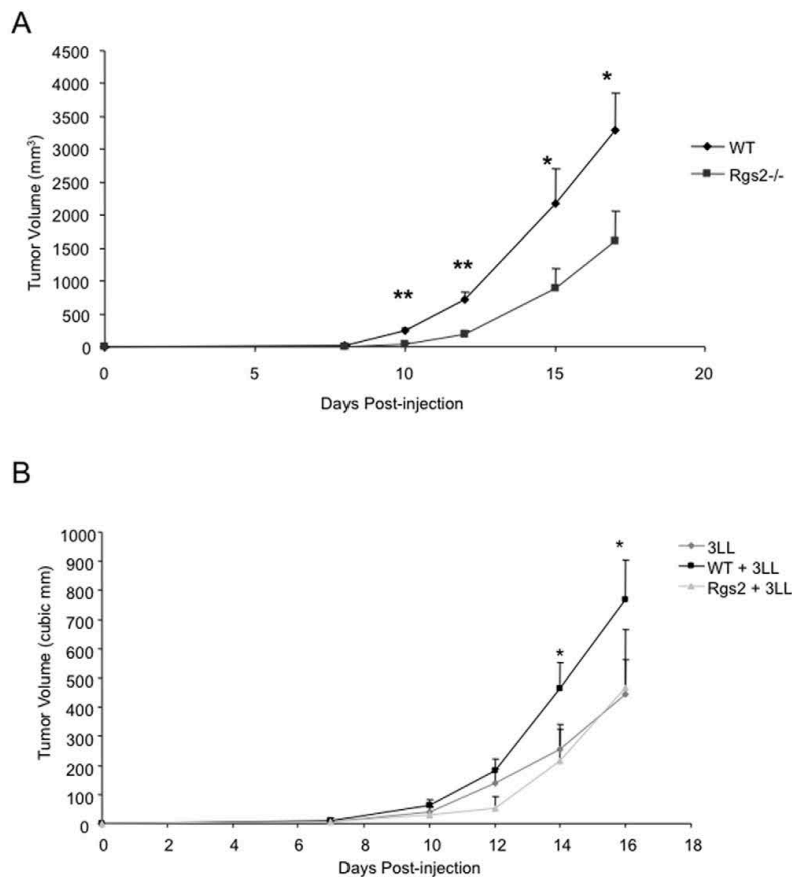 A
Tumor Volume (mm³)
4500
4000
3500
3000
2500
2000
1500
1000
500
0
**
**
*
*
WT
Rgs2-/-
0 5 10 15 20
Days Post-injection
B
Tumor Volume (cubic mm)
1000
900
800
700
600
500
400
300
200
100
0
*
*
3LL
WT + 3LL
Rgs2 + 3LL
0 2 4 6 8 10 12 14 16 18
Days Post-injection